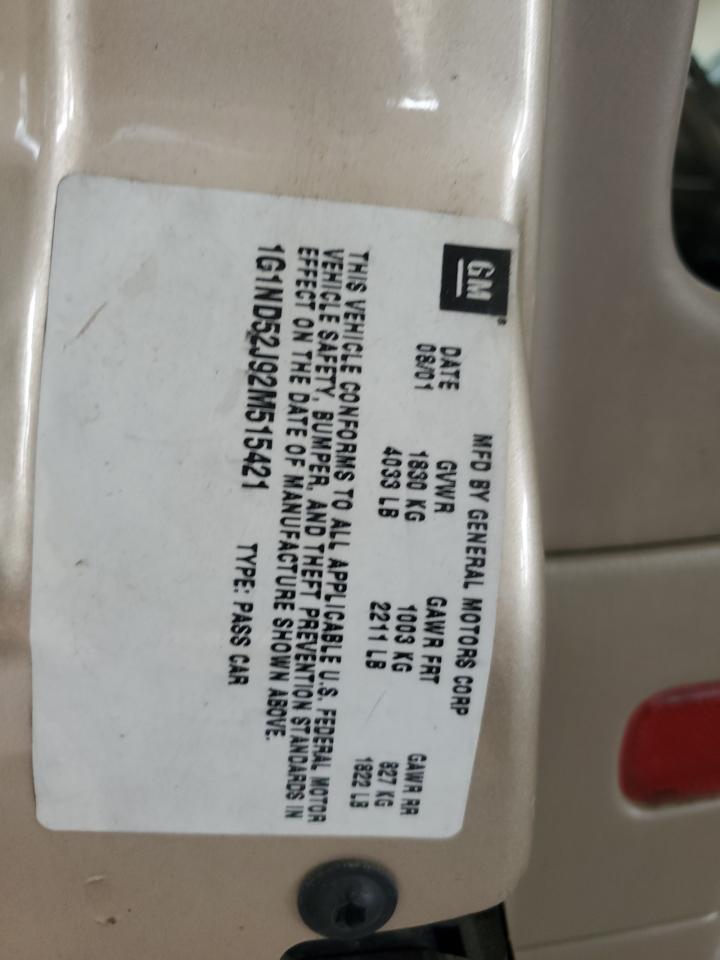 GM
MFD BY GENERAL MOTORS CORP
DATE GVWR GAWR FRT GAWR RR
08/01 1830 KG 1003 KG 827 KG
4033 LB 2211 LB 1822 LB
THIS VEHICLE CONFORMS TO ALL APPLICABLE U.S. FEDERAL MOTOR
VEHICLE SAFETY, BUMPER, AND THEFT PREVENTION STANDARDS IN
EFFECT ON THE DATE OF MANUFACTURE SHOWN ABOVE.
1G1ND52J92M515421 TYPE: PASS CAR